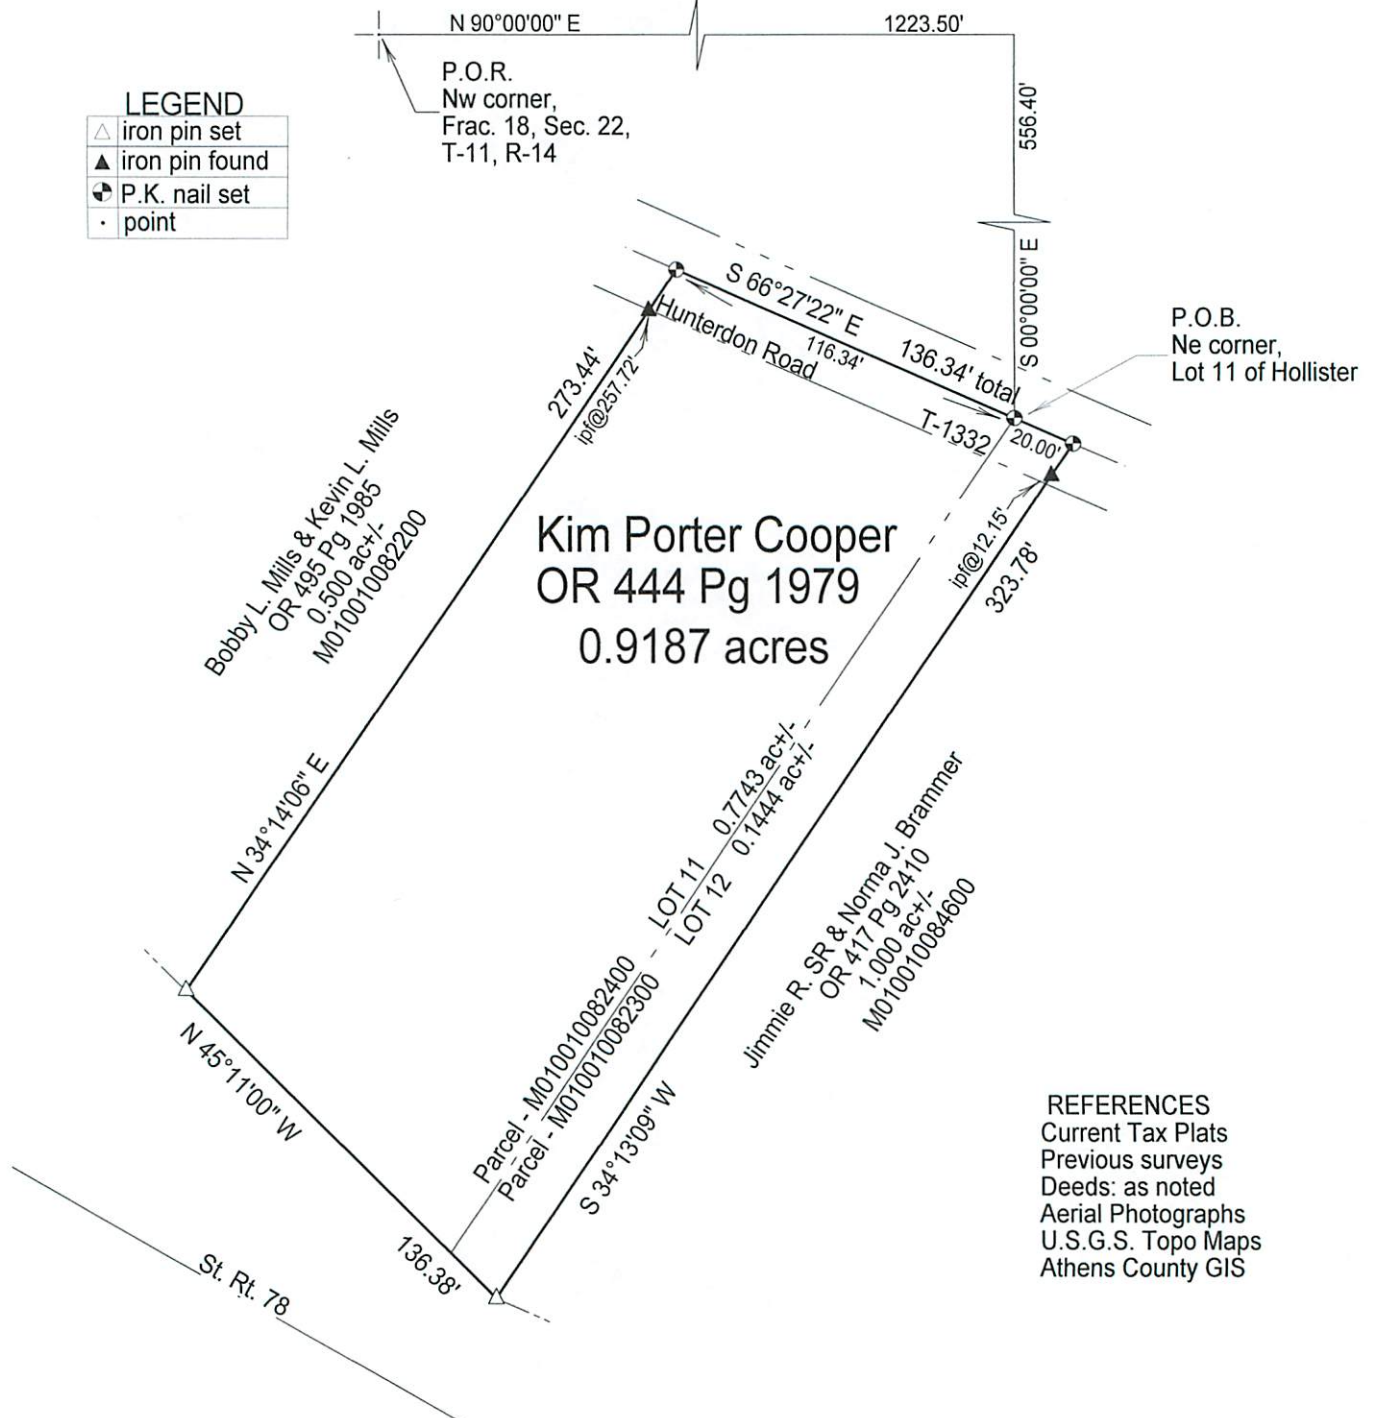 N 90°00'00" E
1223.50'
P.O.R.
Nw corner,
Frac. 18, Sec. 22,
T-11, R-14
LEGEND
iron pin set
iron pin found
P.K. nail set
point
556.40'
S 00°00'00" E
S 66°27'22" E
136.34' total
116.34'
Hunterdon Road
T-1332
20.00'
P.O.B.
Ne corner,
Lot 11 of Hollister
273.44'
ipf@257.72'
ipf@12.15'
323.78'
Bobby L. Mills & Kevin L. Mills
OR 495 Pg 1985
0.500 ac+/-
M010010082200
Kim Porter Cooper
OR 444 Pg 1979
0.9187 acres
N 34°14'06" E
LOT 11 0.7743 ac+/-
LOT 12 0.1444 ac+/-
Jimmie R. SR & Norma J. Brammer
OR 417 Pg 2410
1.000 ac+/-
M010010084600
Parcel - M010010082400
Parcel - M010010082300
N 45°11'00" W
136.38'
S 34°13'09" W
St. Rt. 78
REFERENCES
Current Tax Plats
Previous surveys
Deeds: as noted
Aerial Photographs
U.S.G.S. Topo Maps
Athens County GIS